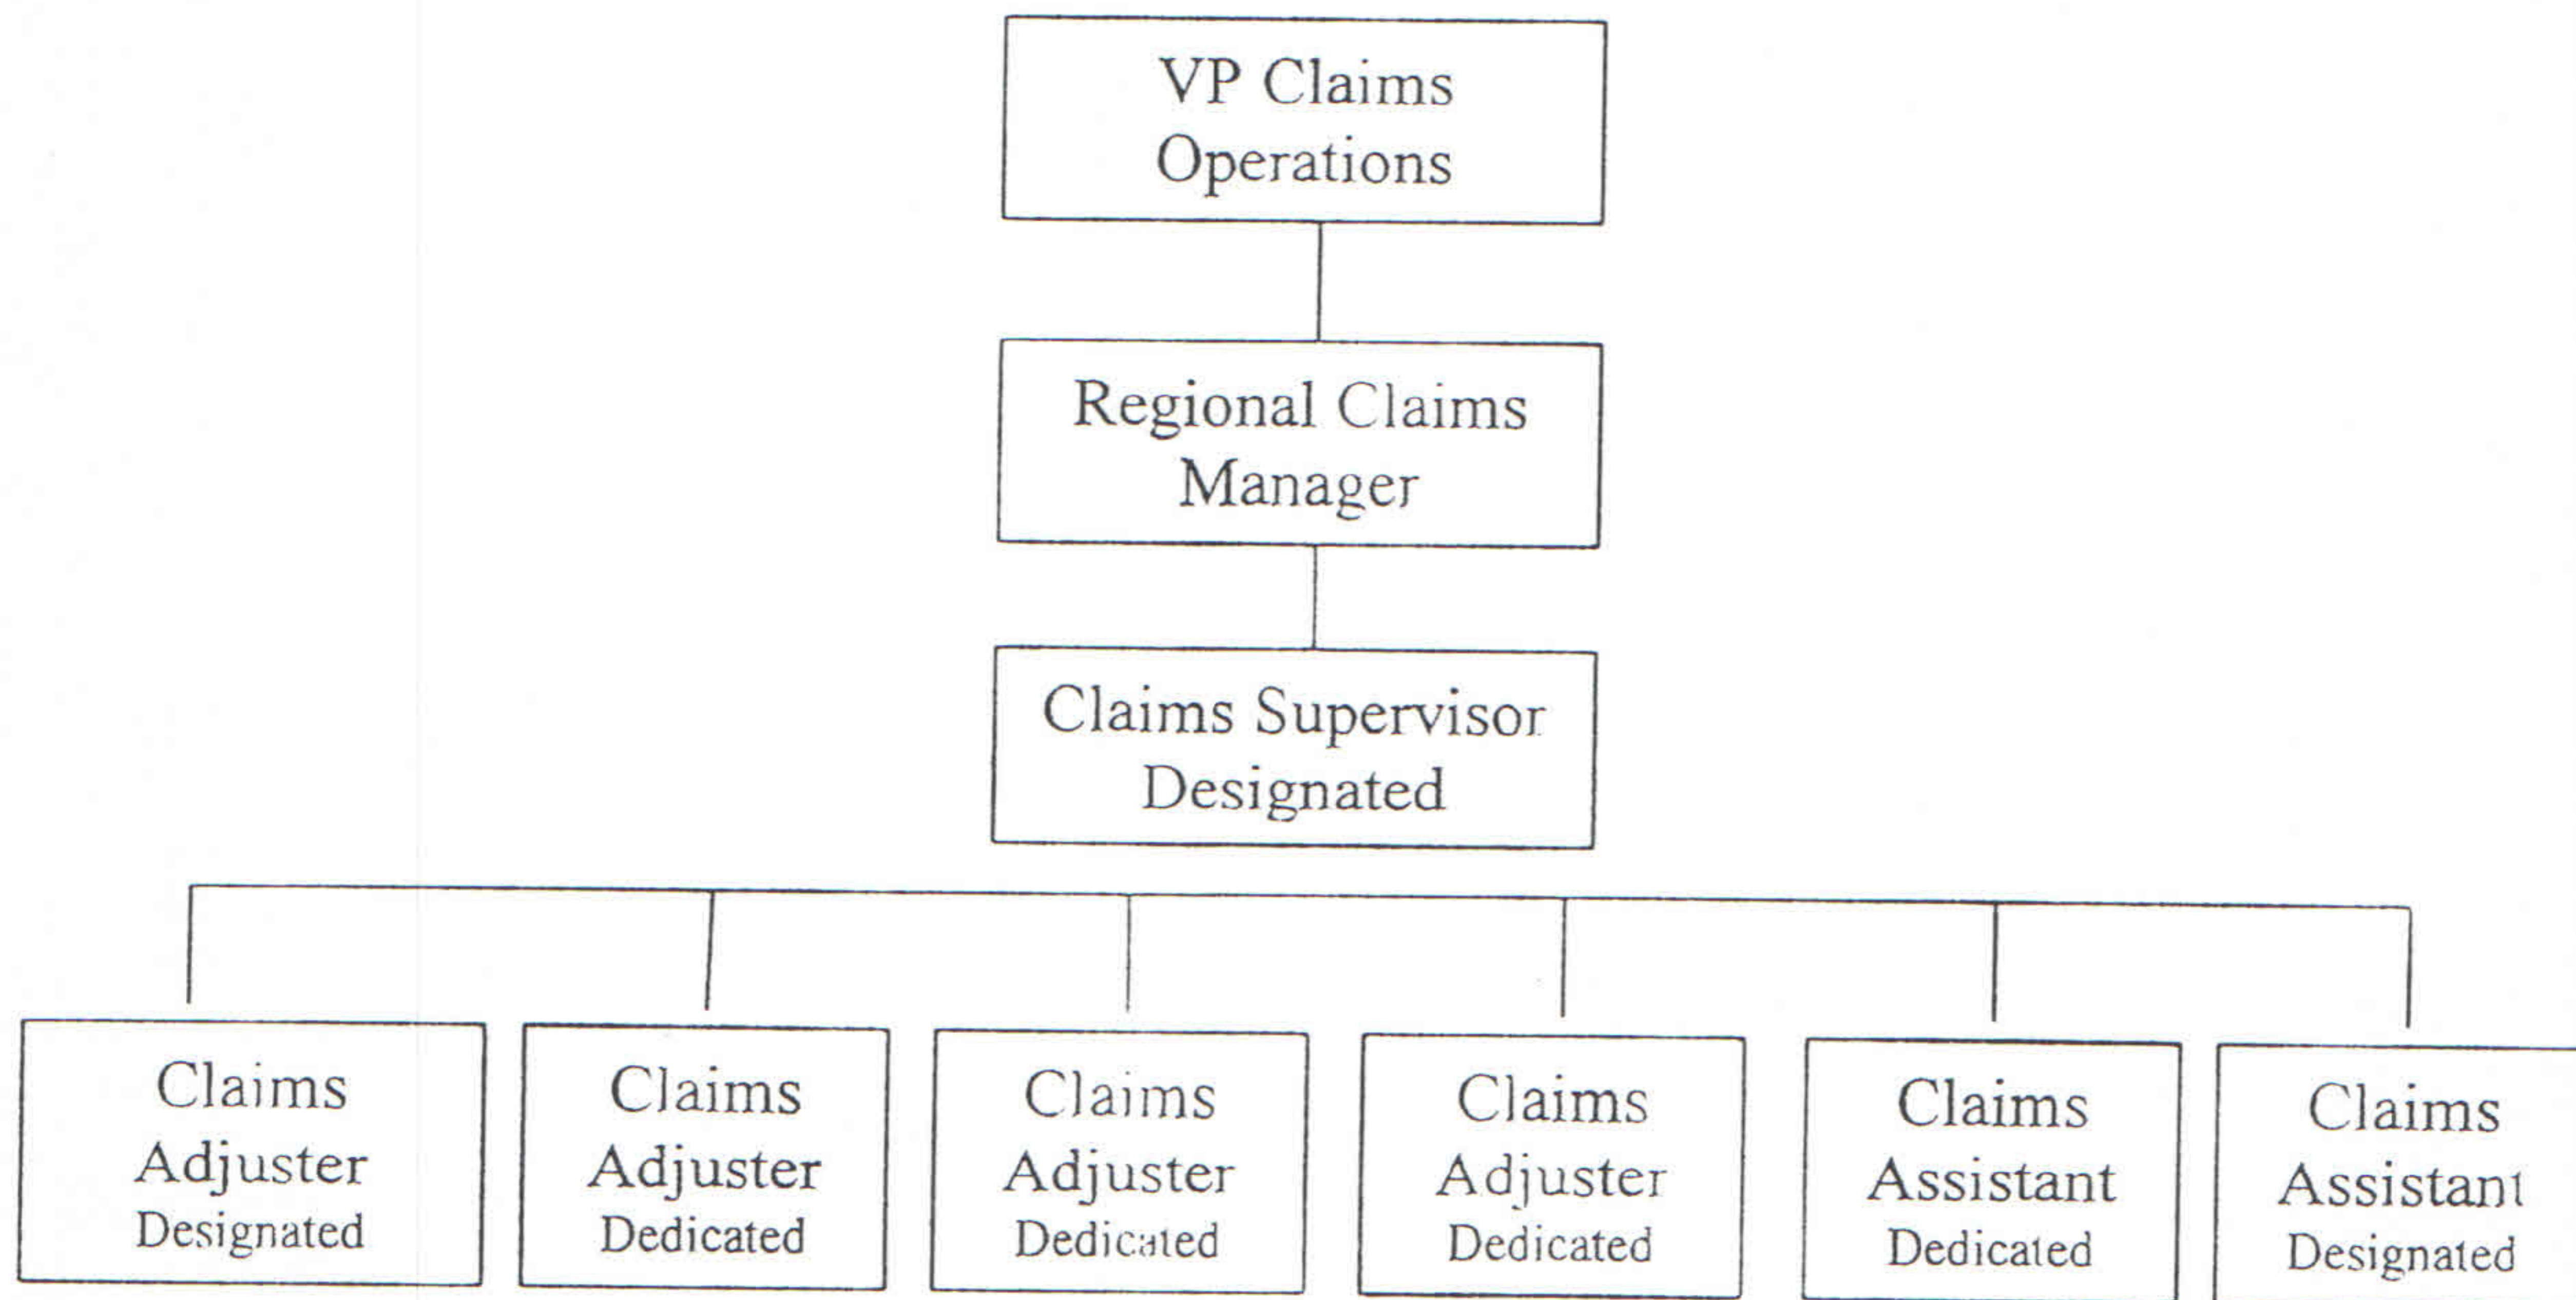 VP Claims
Operations
Regional Claims
Manager
Claims Supervisor
Designated
Claims
Adjuster
Designated
Claims
Adjuster
Dedicated
Claims
Adjuster
Dedicated
Claims
Adjuster
Dedicated
Claims
Assistant
Dedicated
Claims
Assistant
Designated